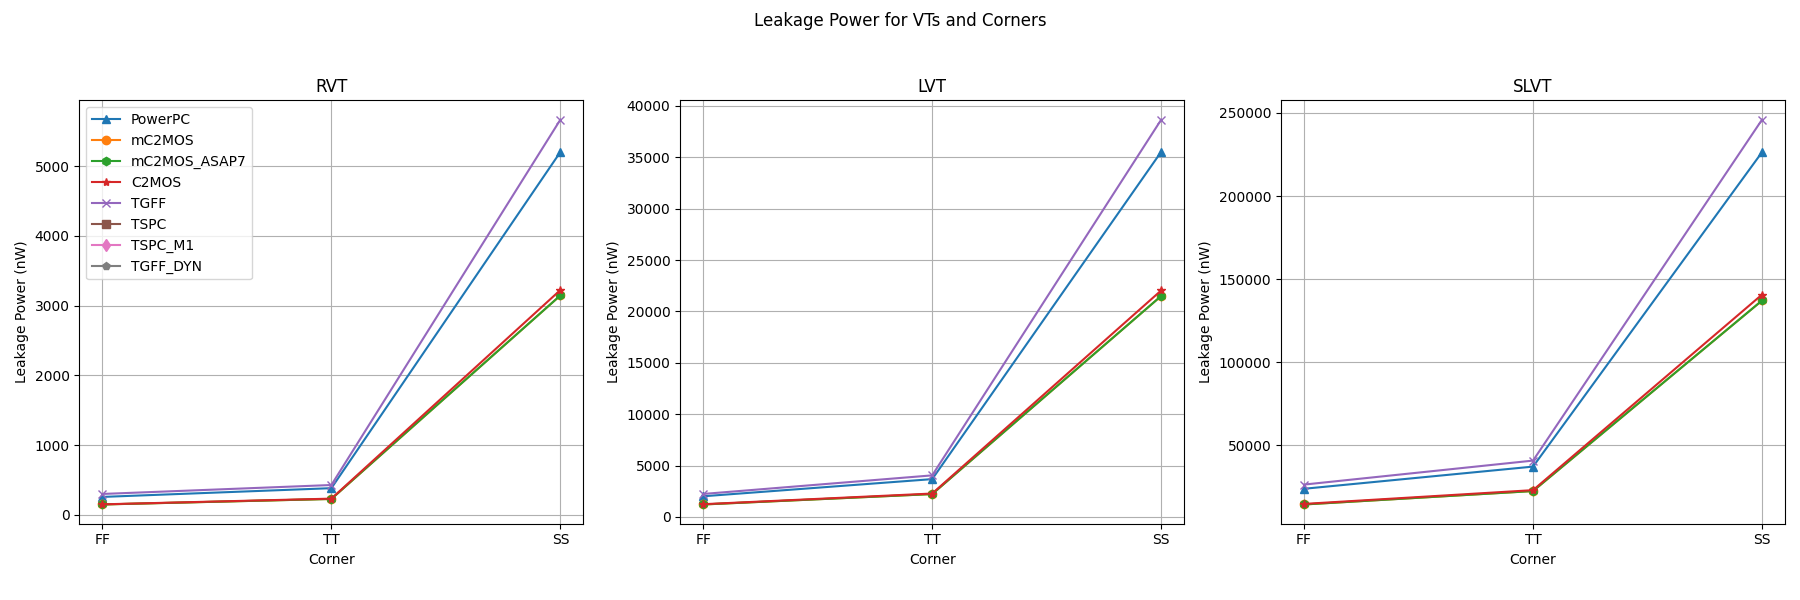 Leakage Power for VTs and Corners
RVT
Leakage Power (nW)
5000
4000
3000
2000
1000
0
PowerPC
mC2MOS
mC2MOS_ASAP7
C2MOS
TGFF
TSPC
TSPC_M1
TGFF_DYN
FF
TT
SS
Corner
LVT
Leakage Power (nW)
40000
35000
30000
25000
20000
15000
10000
5000
0
FF
TT
SS
Corner
SLVT
Leakage Power (nW)
250000
200000
150000
100000
50000
FF
TT
SS
Corner